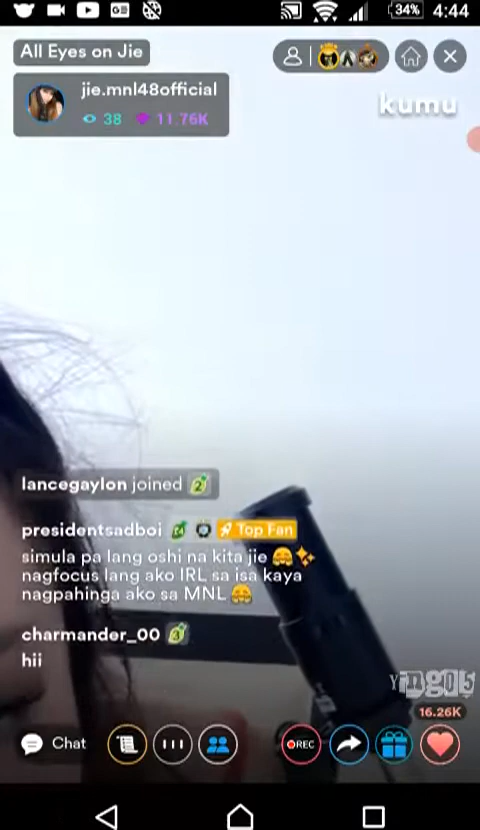 34%
4:44
All Eyes on Jie
jie.mnl48official
38
11.76K
kumu
lancegaylon joined 2
presidentsadboi
Top Fan
simula pa lang oshi na kita jie
nagfocus lang ako IRL sa isa kaya
nagpahinga ako sa MNL
charmander_00 3
hii
16.26K
Chat
REC